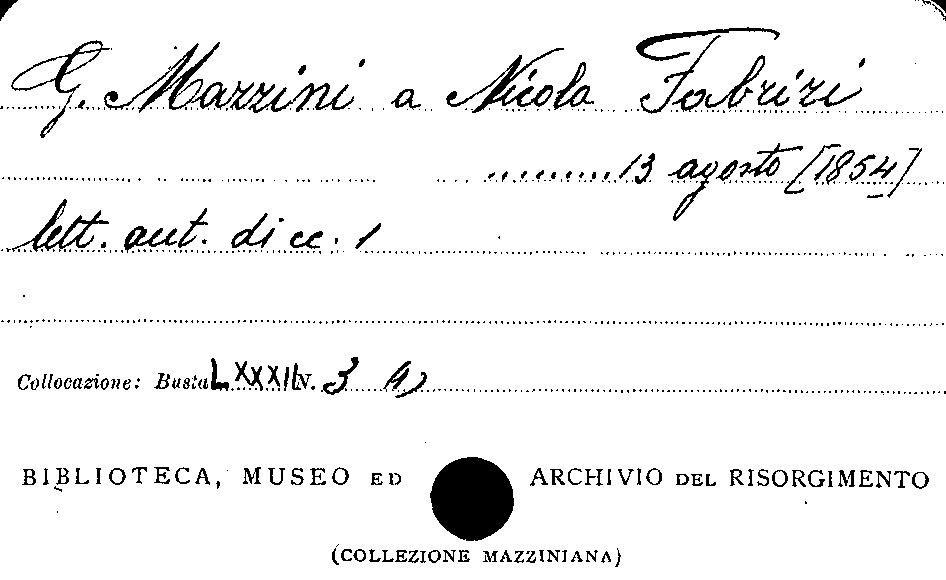 G. Mazzini a Nicola Fabrizi
......... 13 agosto [1854]
lett. aut. di cc. 1
Collocazione: Busta LXXXII N. 3
BIBLIOTECA, MUSEO ED ARCHIVIO DEL RISORGIMENTO
(COLLEZIONE MAZZINIANA)